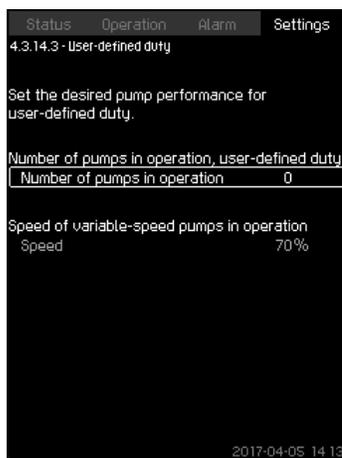 Status Operation Alarm Settings
4.3.14.3 - User-defined duty
Set the desired pump performance for
user-defined duty.
Number of pumps in operation, user-defined duty
Number of pumps in operation 0
Speed of variable-speed pumps in operation
Speed 70%
2017-04-05 14:13